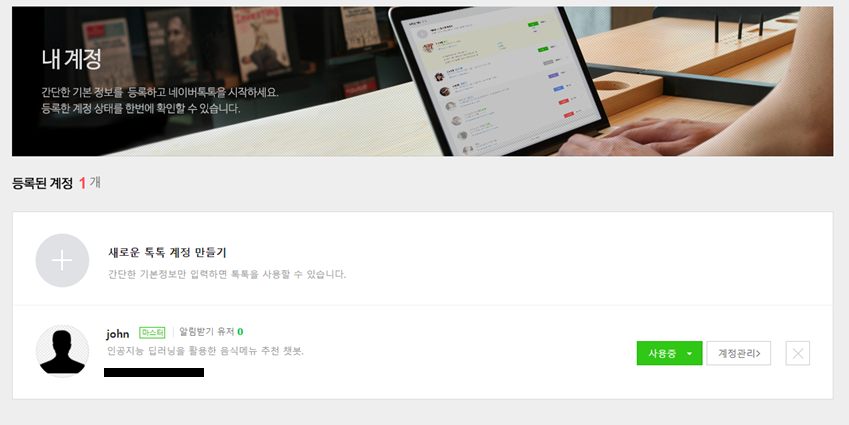 내 계정
간단한 기본 정보를 등록하고 네이버톡톡을 시작하세요.
등록한 계정 상태를 한번에 확인할 수 있습니다.
등록된 계정 1 개
새로운 톡톡 계정 만들기
간단한 기본정보만 입력하면 톡톡을 사용할 수 있습니다.
john 마스터 알림받기 유저 0
인공지능 딥러닝을 활용한 음식메뉴 추천 챗봇.
사용중 계정관리>